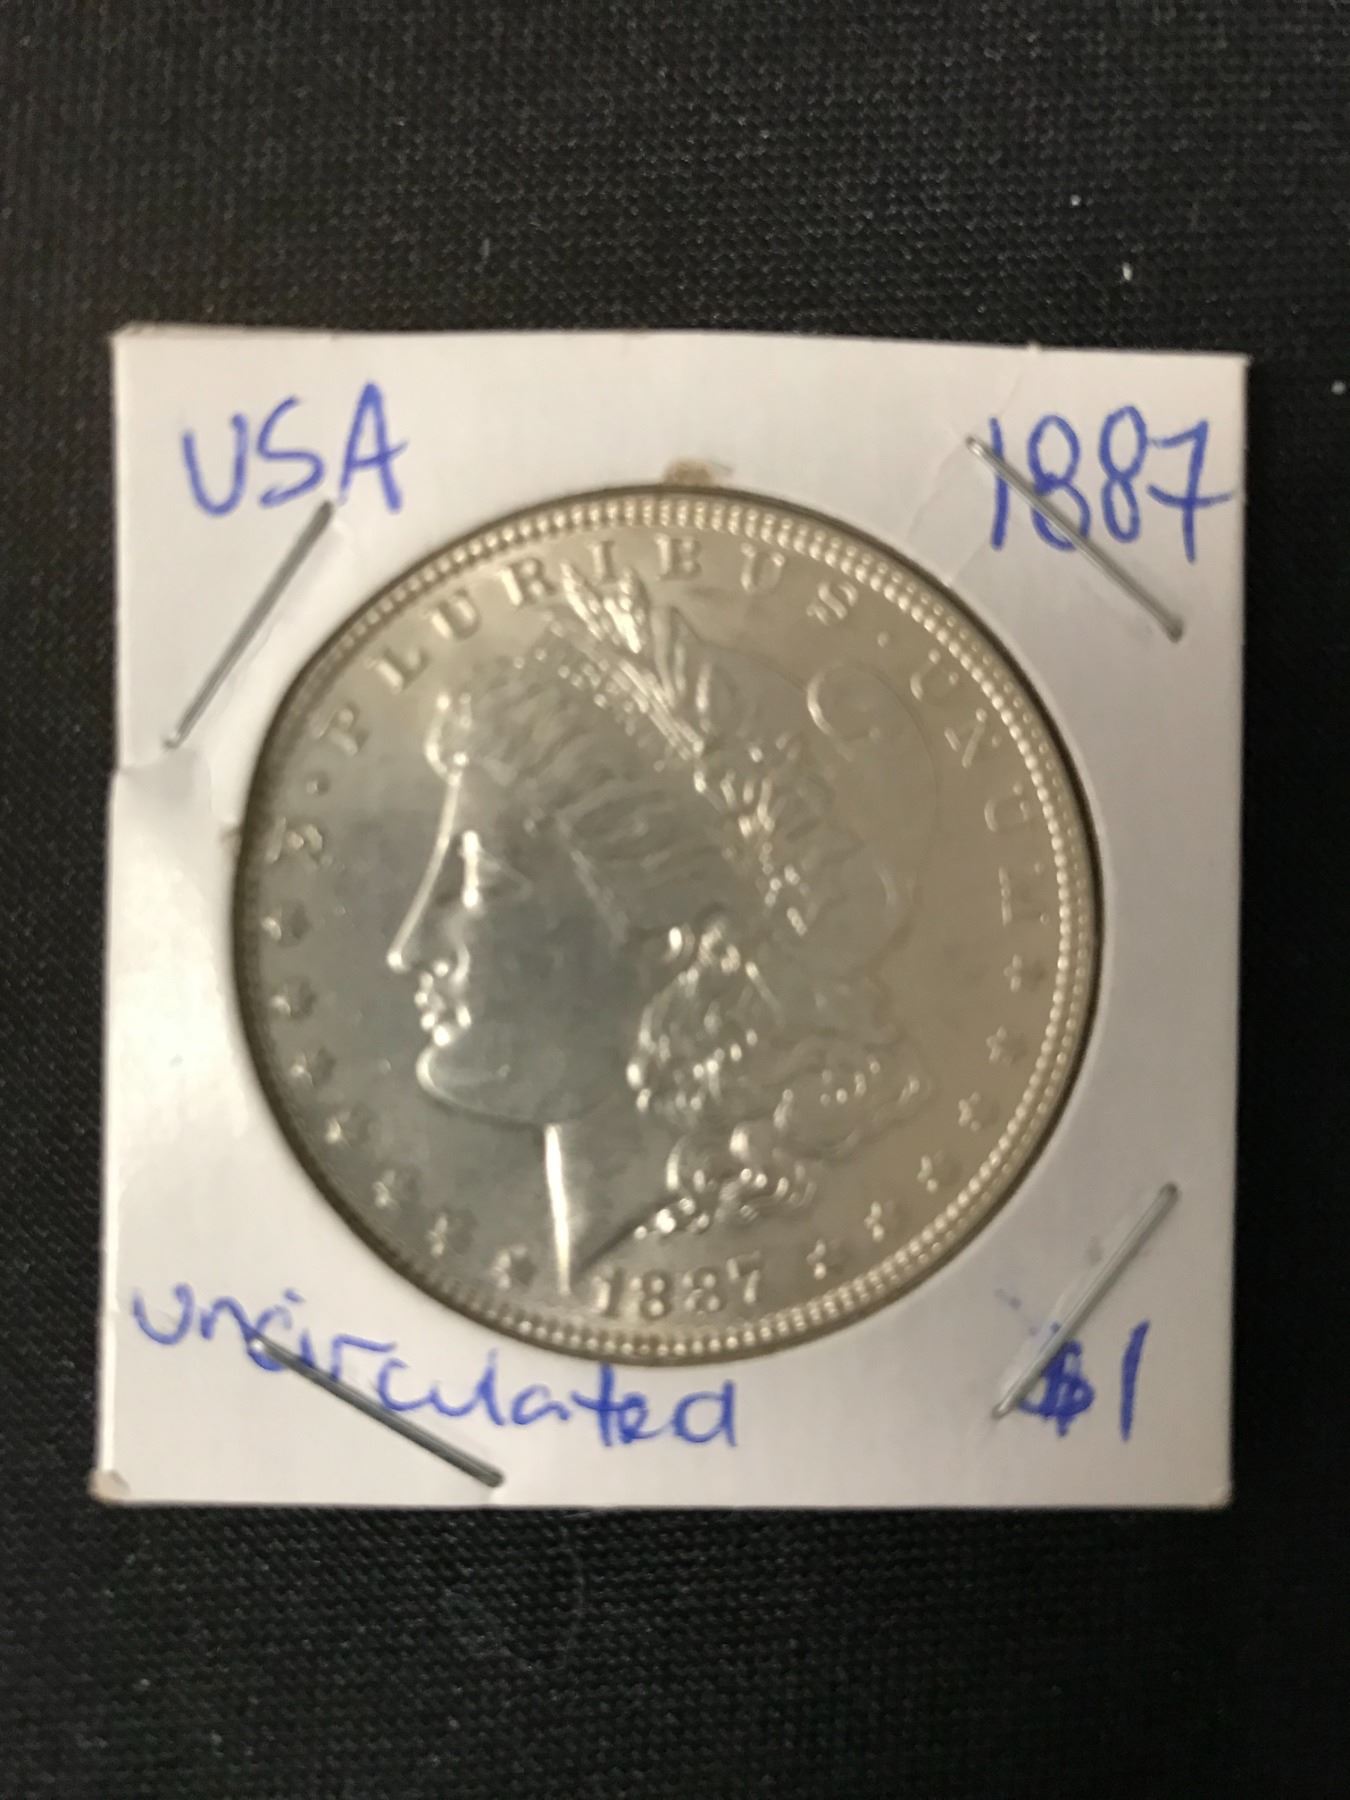 USA
1887
E · PLURIBUS · UNUM
1887
uncirculated
$1